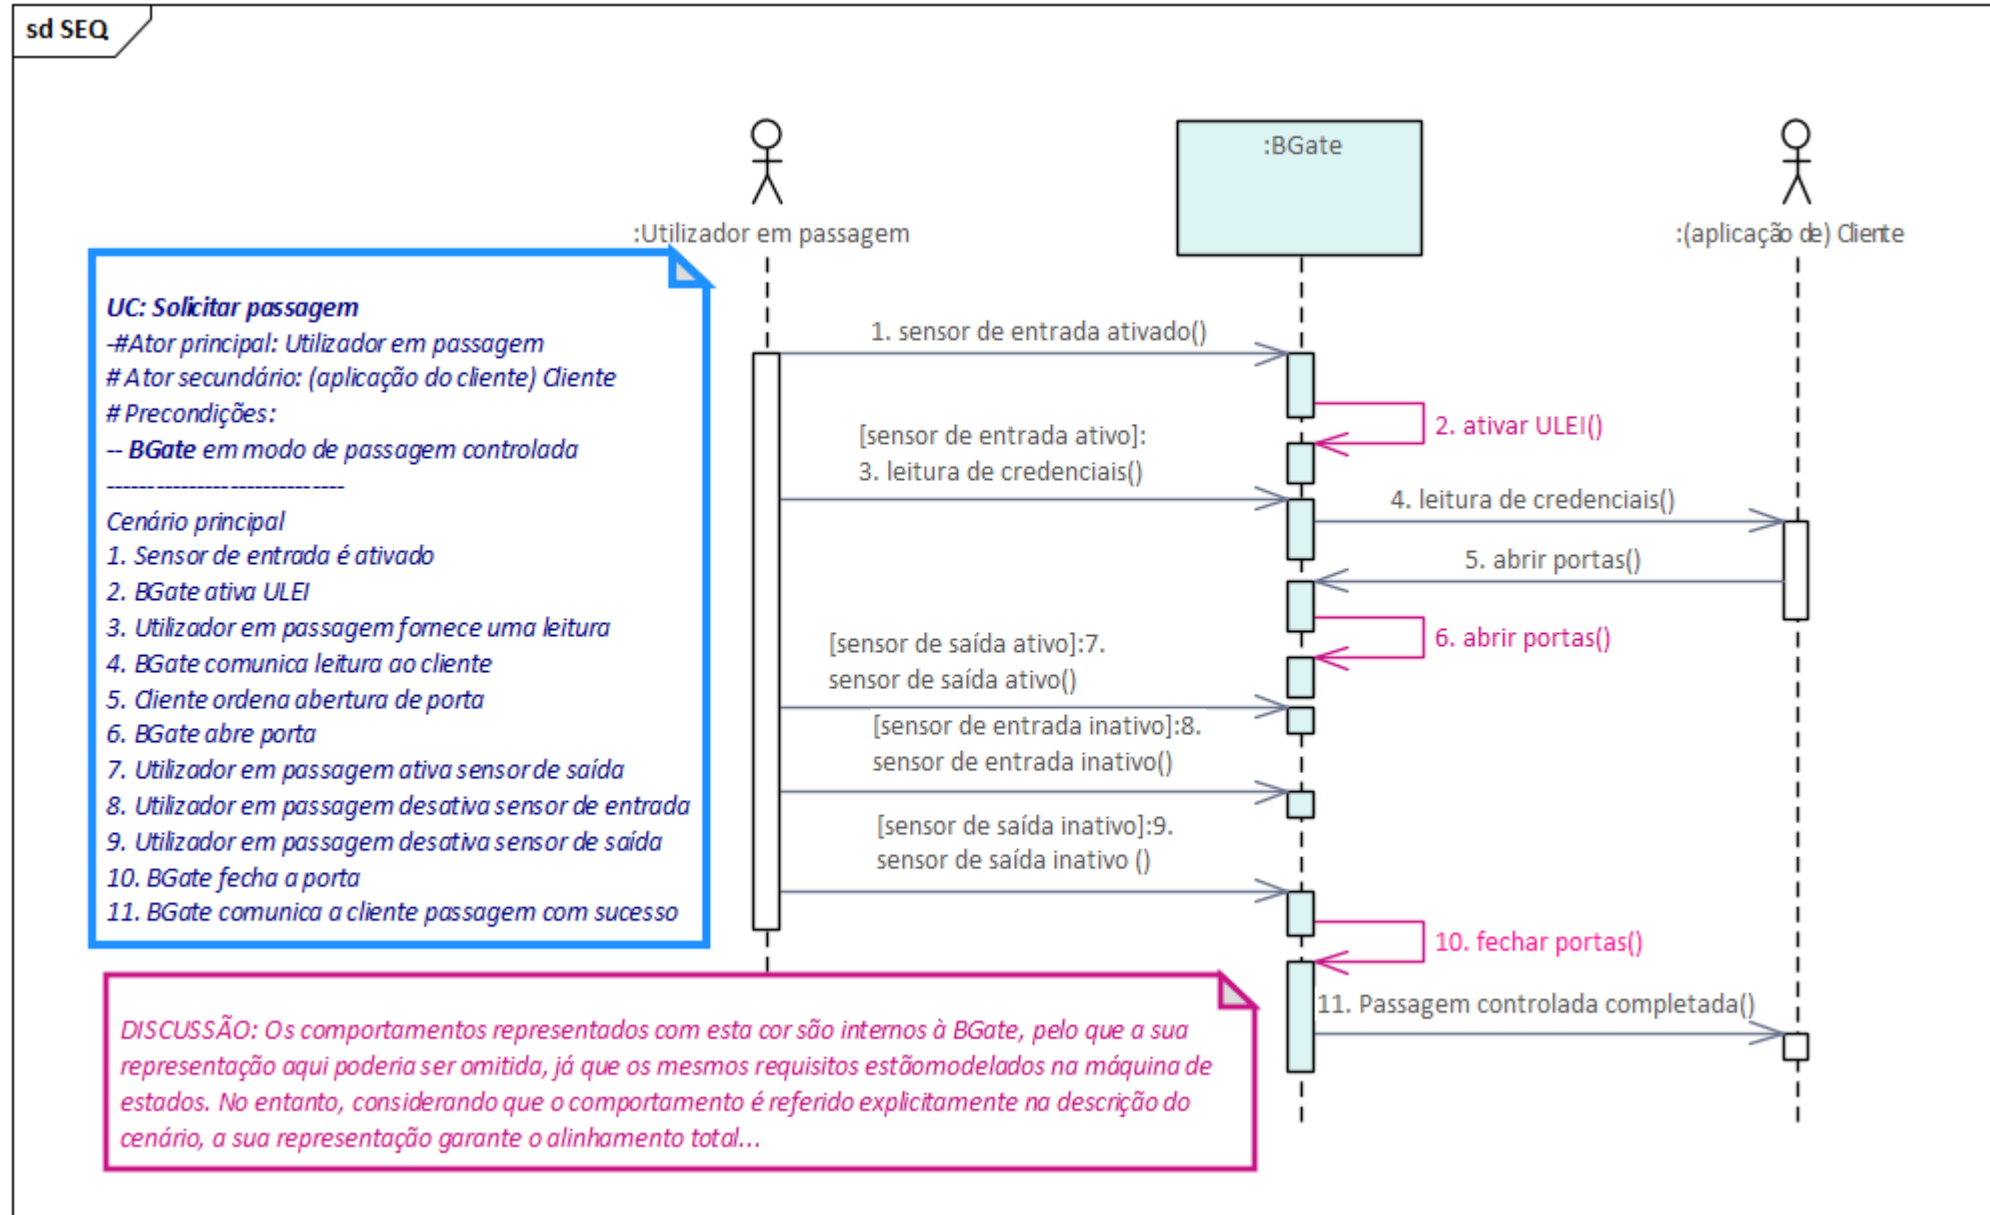 sd SEQ
:Utilizador em passagem
:BGate
:(aplicação de) Cliente
UC: Solicitar passagem
-#Ator principal: Utilizador em passagem
# Ator secundário: (aplicação do cliente) Cliente
# Precondições:
-- BGate em modo de passagem controlada
-----------------------------
Cenário principal
1. Sensor de entrada é ativado
2. BGate ativa ULEI
3. Utilizador em passagem fornece uma leitura
4. BGate comunica leitura ao cliente
5. Cliente ordena abertura de porta
6. BGate abre porta
7. Utilizador em passagem ativa sensor de saída
8. Utilizador em passagem desativa sensor de entrada
9. Utilizador em passagem desativa sensor de saída
10. BGate fecha a porta
11. BGate comunica a cliente passagem com sucesso
1. sensor de entrada ativado()
2. ativar ULEI()
[sensor de entrada ativo]:
3. leitura de credenciais()
4. leitura de credenciais()
5. abrir portas()
6. abrir portas()
[sensor de saída ativo]:7.
sensor de saída ativo()
[sensor de entrada inativo]:8.
sensor de entrada inativo()
[sensor de saída inativo]:9.
sensor de saída inativo ()
10. fechar portas()
11. Passagem controlada completada()
DISCUSSÃO: Os comportamentos representados com esta cor são internos à BGate, pelo que a sua
representação aqui poderia ser omitida, já que os mesmos requisitos estãomodelados na máquina de
estados. No entanto, considerando que o comportamento é referido explicitamente na descrição do
cenário, a sua representação garante o alinhamento total...